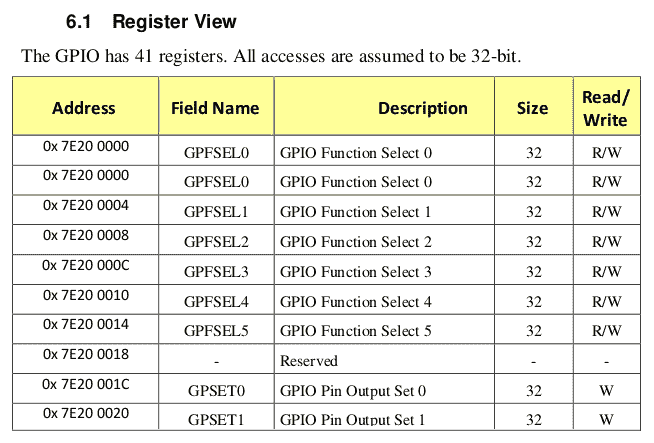 6.1 Register View
The GPIO has 41 registers. All accesses are assumed to be 32-bit.
Address Field Name Description Size Read/
Write
0x 7E20 0000 GPFSEL0 GPIO Function Select 0 32 R/W
0x 7E20 0000 GPFSEL0 GPIO Function Select 0 32 R/W
0x 7E20 0004 GPFSEL1 GPIO Function Select 1 32 R/W
0x 7E20 0008 GPFSEL2 GPIO Function Select 2 32 R/W
0x 7E20 000C GPFSEL3 GPIO Function Select 3 32 R/W
0x 7E20 0010 GPFSEL4 GPIO Function Select 4 32 R/W
0x 7E20 0014 GPFSEL5 GPIO Function Select 5 32 R/W
0x 7E20 0018 - Reserved - -
0x 7E20 001C GPSET0 GPIO Pin Output Set 0 32 W
0x 7E20 0020 GPSET1 GPIO Pin Output Set 1 32 W